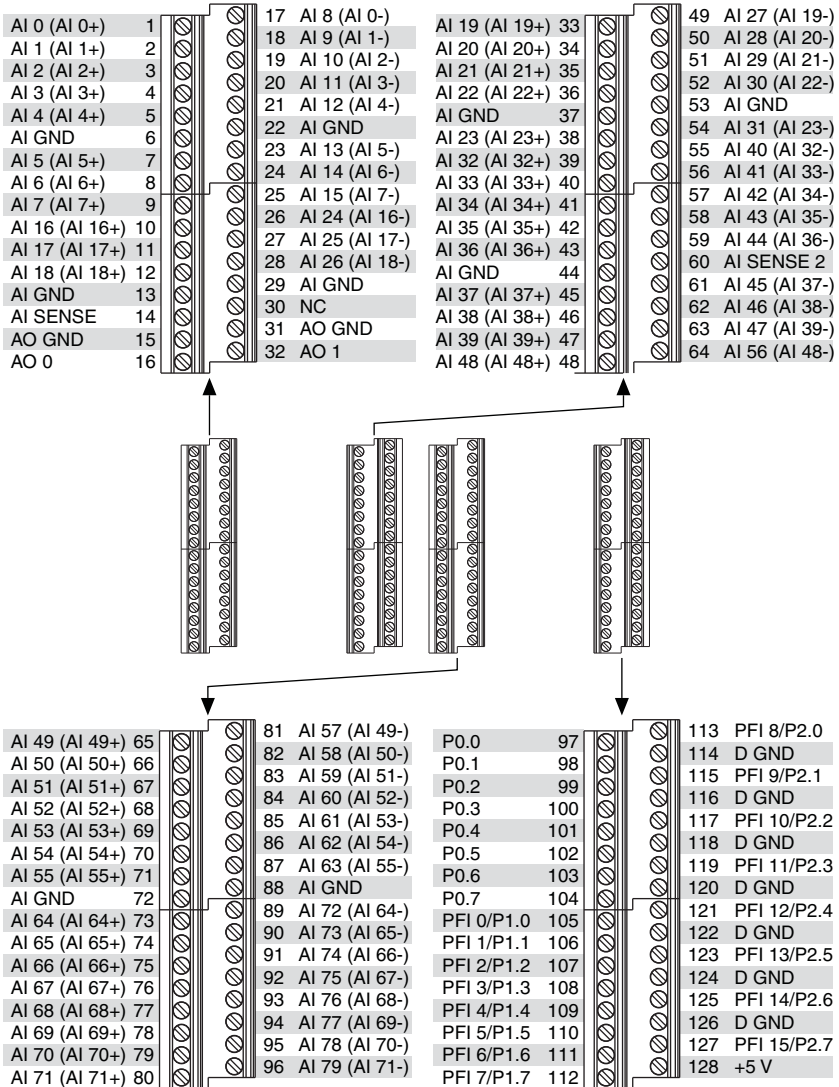 AI 0 (AI 0+) 1
AI 1 (AI 1+) 2
AI 2 (AI 2+) 3
AI 3 (AI 3+) 4
AI 4 (AI 4+) 5
AI GND 6
AI 5 (AI 5+) 7
AI 6 (AI 6+) 8
AI 7 (AI 7+) 9
AI 16 (AI 16+) 10
AI 17 (AI 17+) 11
AI 18 (AI 18+) 12
AI GND 13
AI SENSE 14
AO GND 15
AO 0 16
17 AI 8 (AI 0-)
18 AI 9 (AI 1-)
19 AI 10 (AI 2-)
20 AI 11 (AI 3-)
21 AI 12 (AI 4-)
22 AI GND
23 AI 13 (AI 5-)
24 AI 14 (AI 6-)
25 AI 15 (AI 7-)
26 AI 24 (AI 16-)
27 AI 25 (AI 17-)
28 AI 26 (AI 18-)
29 AI GND
30 NC
31 AO GND
32 AO 1
AI 19 (AI 19+) 33
AI 20 (AI 20+) 34
AI 21 (AI 21+) 35
AI 22 (AI 22+) 36
AI GND 37
AI 23 (AI 23+) 38
AI 32 (AI 32+) 39
AI 33 (AI 33+) 40
AI 34 (AI 34+) 41
AI 35 (AI 35+) 42
AI 36 (AI 36+) 43
AI GND 44
AI 37 (AI 37+) 45
AI 38 (AI 38+) 46
AI 39 (AI 39+) 47
AI 48 (AI 48+) 48
49 AI 27 (AI 19-)
50 AI 28 (AI 20-)
51 AI 29 (AI 21-)
52 AI 30 (AI 22-)
53 AI GND
54 AI 31 (AI 23-)
55 AI 40 (AI 32-)
56 AI 41 (AI 33-)
57 AI 42 (AI 34-)
58 AI 43 (AI 35-)
59 AI 44 (AI 36-)
60 AI SENSE 2
61 AI 45 (AI 37-)
62 AI 46 (AI 38-)
63 AI 47 (AI 39-)
64 AI 56 (AI 48-)
AI 49 (AI 49+) 65
AI 50 (AI 50+) 66
AI 51 (AI 51+) 67
AI 52 (AI 52+) 68
AI 53 (AI 53+) 69
AI 54 (AI 54+) 70
AI 55 (AI 55+) 71
AI GND 72
AI 64 (AI 64+) 73
AI 65 (AI 65+) 74
AI 66 (AI 66+) 75
AI 67 (AI 67+) 76
AI 68 (AI 68+) 77
AI 69 (AI 69+) 78
AI 70 (AI 70+) 79
AI 71 (AI 71+) 80
81 AI 57 (AI 49-)
82 AI 58 (AI 50-)
83 AI 59 (AI 51-)
84 AI 60 (AI 52-)
85 AI 61 (AI 53-)
86 AI 62 (AI 54-)
87 AI 63 (AI 55-)
88 AI GND
89 AI 72 (AI 64-)
90 AI 73 (AI 65-)
91 AI 74 (AI 66-)
92 AI 75 (AI 67-)
93 AI 76 (AI 68-)
94 AI 77 (AI 69-)
95 AI 78 (AI 70-)
96 AI 79 (AI 71-)
P0.0 97
P0.1 98
P0.2 99
P0.3 100
P0.4 101
P0.5 102
P0.6 103
P0.7 104
PFI 0/P1.0 105
PFI 1/P1.1 106
PFI 2/P1.2 107
PFI 3/P1.3 108
PFI 4/P1.4 109
PFI 5/P1.5 110
PFI 6/P1.6 111
PFI 7/P1.7 112
113 PFI 8/P2.0
114 D GND
115 PFI 9/P2.1
116 D GND
117 PFI 10/P2.2
118 D GND
119 PFI 11/P2.3
120 D GND
121 PFI 12/P2.4
122 D GND
123 PFI 13/P2.5
124 D GND
125 PFI 14/P2.6
126 D GND
127 PFI 15/P2.7
128 +5 V